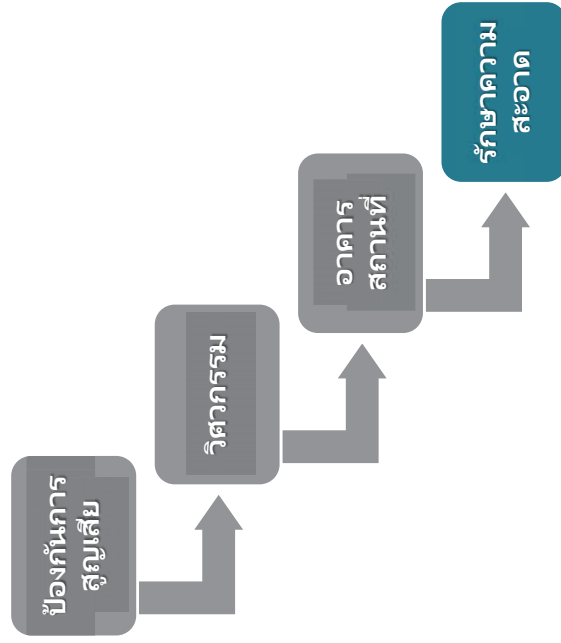 ป้องกันการ
สูญเสีย
วิศวกรรม
อาคาร
สถานที่
รักษาความ
สะอาด